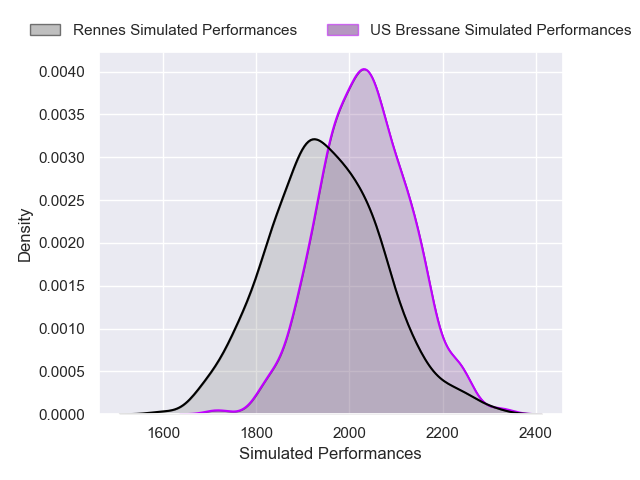 Rennes Simulated Performances US Bressane Simulated Performances
0.0040
0.0035
0.0030
0.0025
0.0020
0.0015
0.0010
0.0005
0.0000
Density
1600 1800 2000 2200 2400
Simulated Performances